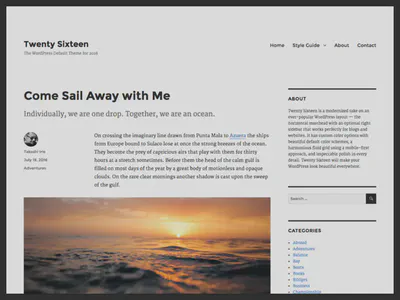 Twenty Sixteen
The WordPress Default Theme for 2016
Home
Style Guide
About
Contact
Come Sail Away with Me
Individually, we are one drop. Together, we are an ocean.
Takashi Irie
July 19, 2014
Adventures
On crossing the imaginary line drawn from Punta Mala to Azuera the ships
from Europe bound to Sulaco lose at once the strong breezes of the ocean.
They become the prey of capricious airs that play with them for thirty
hours at a stretch sometimes. Before them the head of the calm gulf is
filled on most days of the year by a great body of motionless and opaque
clouds. On the rare clear mornings another shadow is cast upon the sweep
of the gulf.
ABOUT
Twenty Sixteen is a modernized take on an
ever-popular WordPress layout — the
horizontal masthead with an optional right
sidebar that works perfectly for blogs and
websites. It has custom color options with
beautiful default color schemes, a
harmonious fluid grid using a mobile-first
approach, and impeccable polish in every
detail. Twenty Sixteen will make your
WordPress look beautiful everywhere.
Search …
CATEGORIES
Abroad
Adventures
Believe
Bay
Boats
Books
Bridges
Business